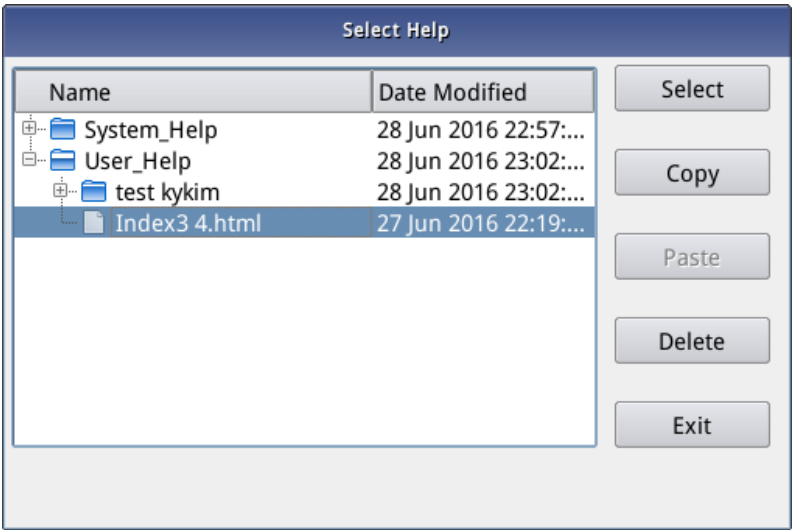 Select Help
Name Date Modified
System_Help 28 Jun 2016 22:57:...
User_Help 28 Jun 2016 23:02:...
test kykim 28 Jun 2016 23:02:...
Index3 4.html 27 Jun 2016 22:19:...
Select
Copy
Paste
Delete
Exit